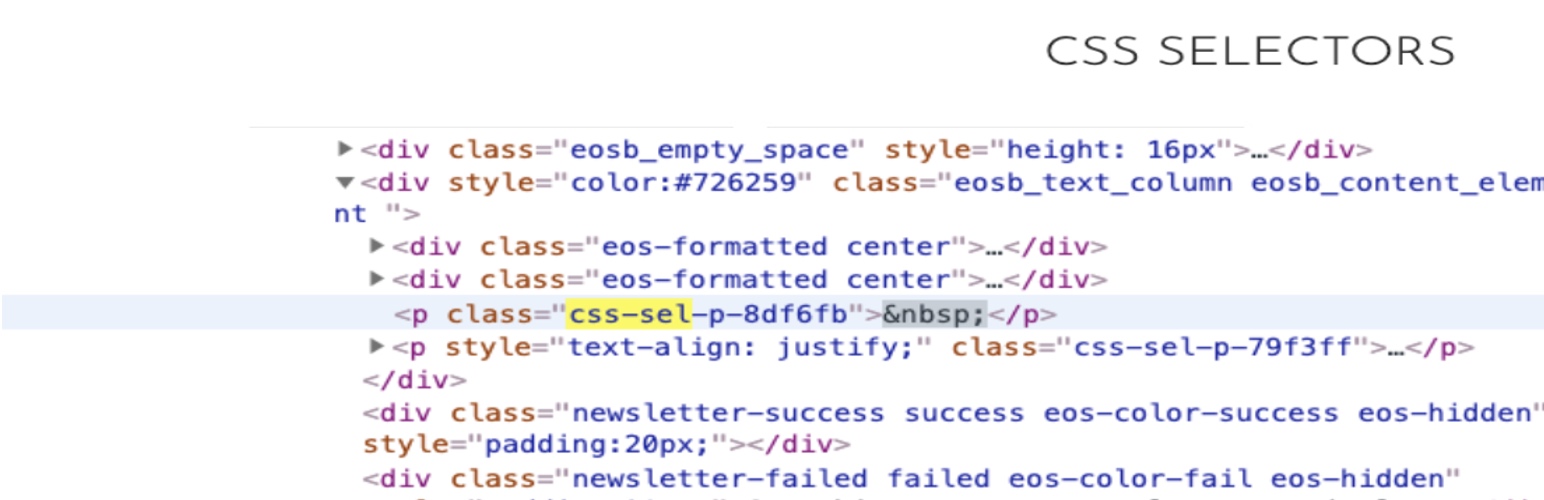 CSS SELECTORS
▶<div class="eosb_empty_space" style="height: 16px">…</div>
▼<div style="color:#726259" class="eosb_text_column eosb_content_elem
nt ">
▶<div class="eos-formatted center">…</div>
▶<div class="eos-formatted center">…</div>
<p class="css-sel-p-8df6fb">&nbsp;</p>
▶<p style="text-align: justify;" class="css-sel-p-79f3ff">…</p>
</div>
<div class="newsletter-success success eos-color-success eos-hidden"
style="padding:20px;"></div>
<div class="newsletter-failed failed eos-color-fail eos-hidden"